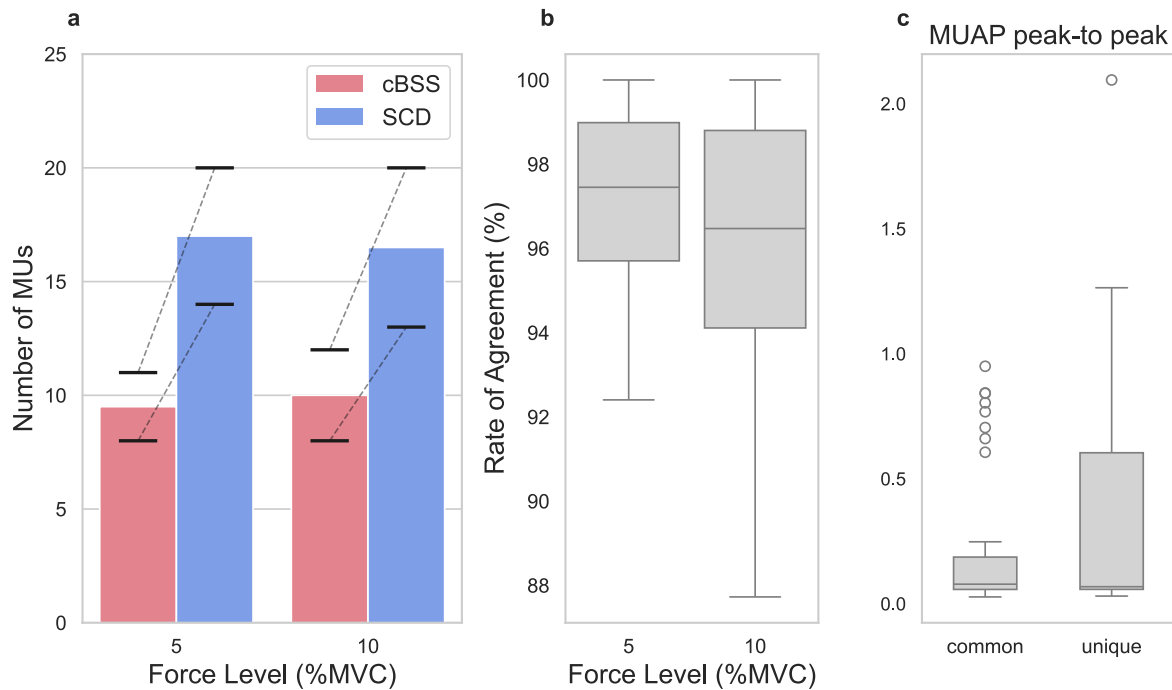 a
25
20
15
10
5
0
Number of MUs
cBSS
SCD
5
10
Force Level (%MVC)
b
100
98
96
94
92
90
88
Rate of Agreement (%)
5
10
Force Level (%MVC)
c
MUAP peak-to peak
2.0
1.5
1.0
0.5
0.0
common
unique